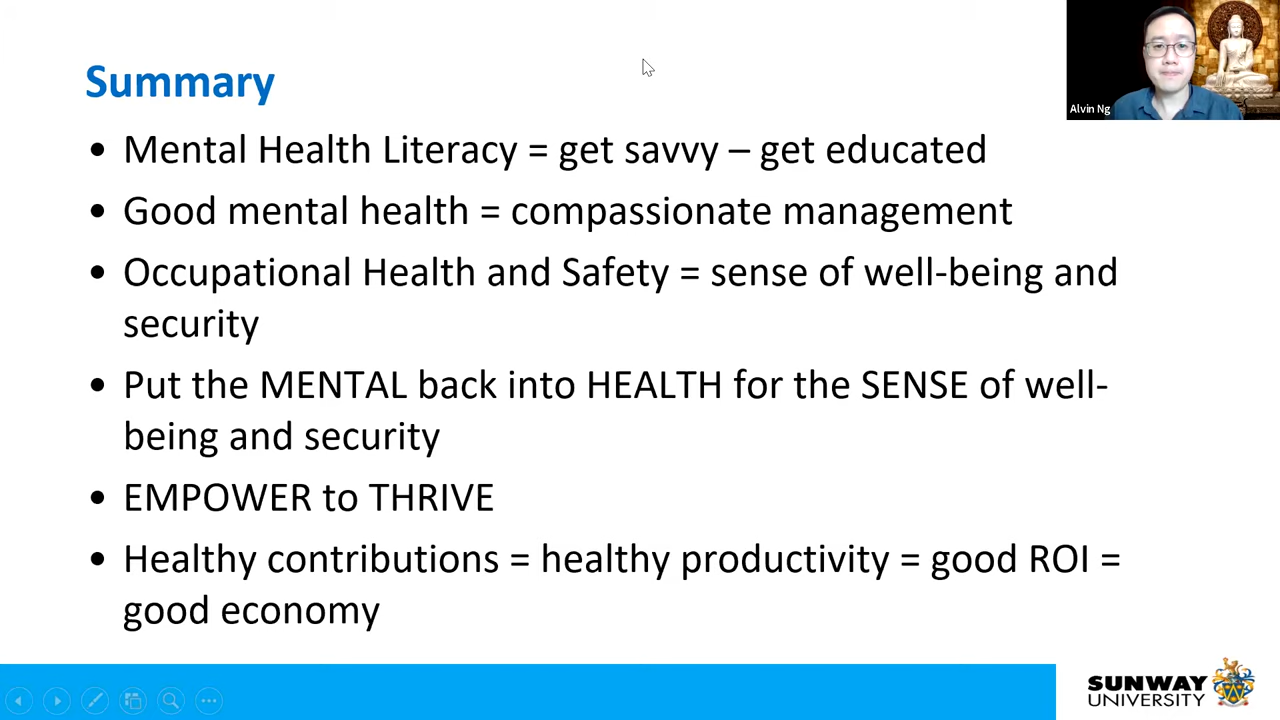 Summary
Alvin Ng
• Mental Health Literacy = get savvy – get educated
• Good mental health = compassionate management
• Occupational Health and Safety = sense of well-being and
security
• Put the MENTAL back into HEALTH for the SENSE of well-
being and security
• EMPOWER to THRIVE
• Healthy contributions = healthy productivity = good ROI =
good economy
SUNWAY
UNIVERSITY